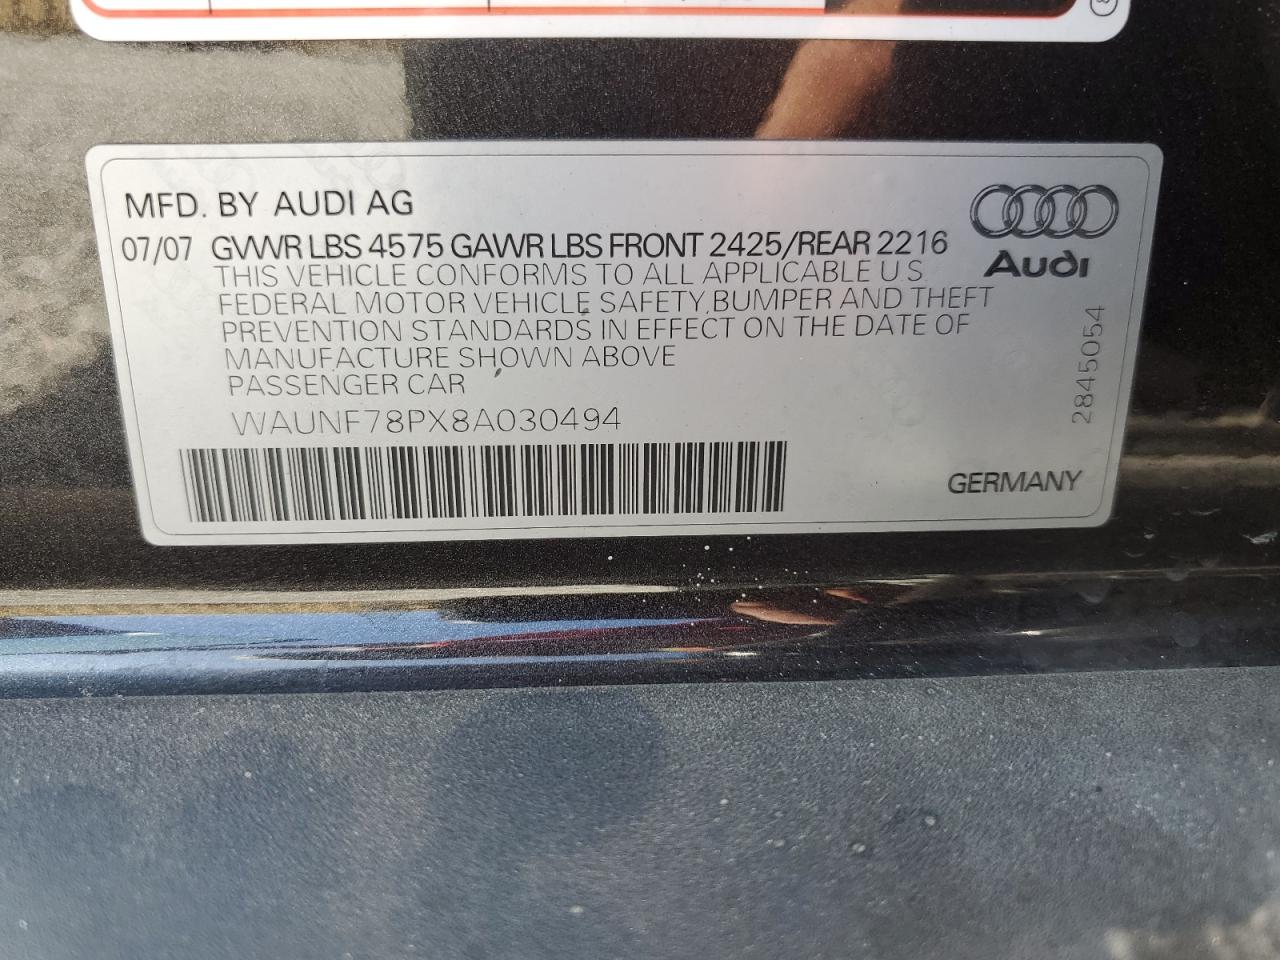 MFD. BY AUDI AG
07/07 GVWR LBS 4575 GAWR LBS FRONT 2425/REAR 2216
THIS VEHICLE CONFORMS TO ALL APPLICABLE U S
FEDERAL MOTOR VEHICLE SAFETY, BUMPER AND THEFT
PREVENTION STANDARDS IN EFFECT ON THE DATE OF
MANUFACTURE SHOWN ABOVE
PASSENGER CAR
WAUNF78PX8A030494
Audi
2845054
GERMANY